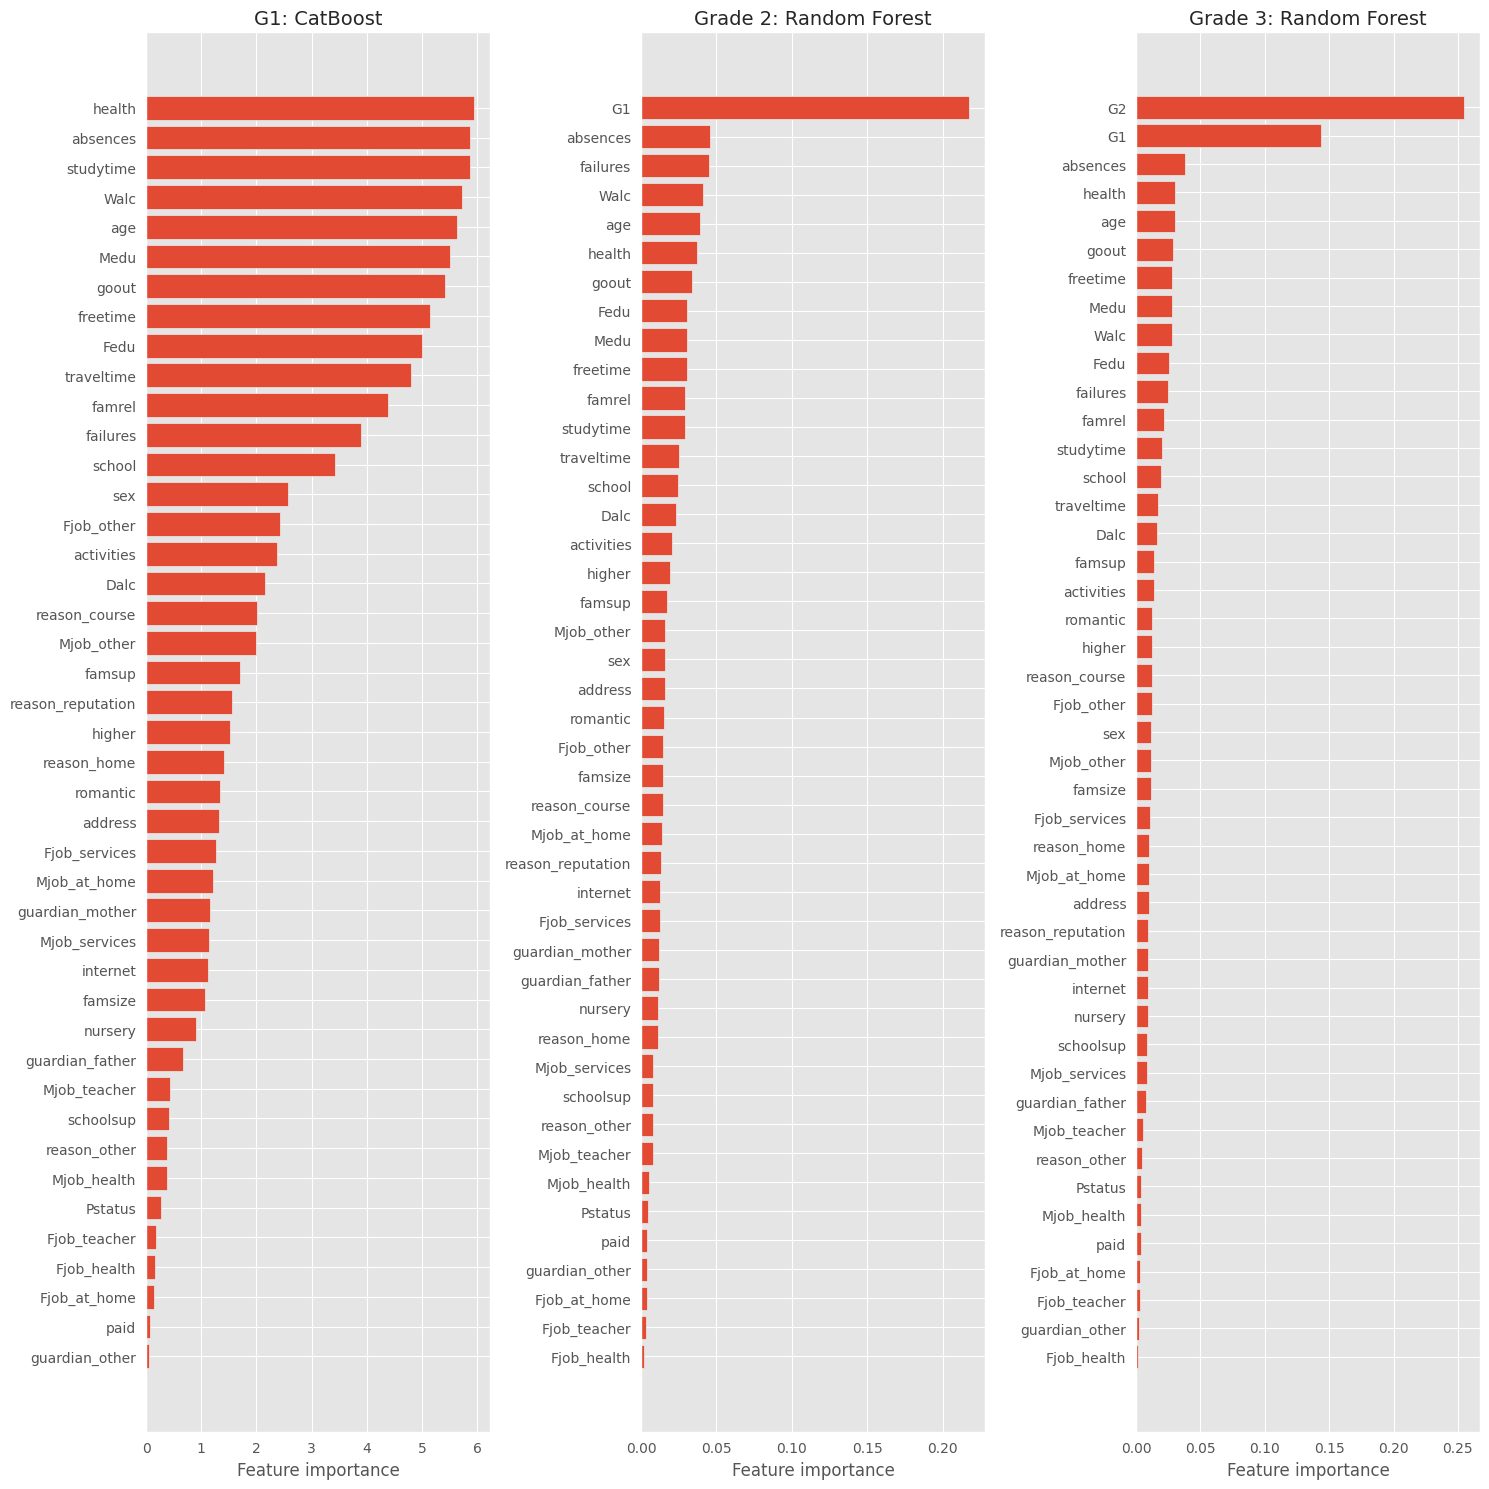 G1: CatBoost
health
absences
studytime
Walc
age
Medu
goout
freetime
Fedu
traveltime
famrel
failures
school
sex
Fjob_other
activities
Dalc
reason_course
Mjob_other
famsup
reason_reputation
higher
reason_home
romantic
address
Fjob_services
Mjob_at_home
guardian_mother
Mjob_services
internet
famsize
nursery
guardian_father
Mjob_teacher
schoolsup
reason_other
Mjob_health
Pstatus
Fjob_teacher
Fjob_health
Fjob_at_home
paid
guardian_other
0 1 2 3 4 5 6
Feature importance
Grade 2: Random Forest
G1
absences
failures
Walc
age
health
goout
Fedu
Medu
freetime
famrel
studytime
traveltime
school
Dalc
activities
higher
famsup
Mjob_other
sex
address
romantic
Fjob_other
famsize
reason_course
Mjob_at_home
reason_reputation
internet
Fjob_services
guardian_mother
guardian_father
nursery
reason_home
Mjob_services
schoolsup
reason_other
Mjob_teacher
Mjob_health
Pstatus
paid
guardian_other
Fjob_at_home
Fjob_teacher
Fjob_health
0.00 0.05 0.10 0.15 0.20
Feature importance
Grade 3: Random Forest
G2
G1
absences
health
age
goout
freetime
Medu
Walc
Fedu
failures
famrel
studytime
school
traveltime
Dalc
famsup
activities
romantic
higher
reason_course
Fjob_other
sex
Mjob_other
famsize
Fjob_services
reason_home
Mjob_at_home
address
reason_reputation
guardian_mother
internet
nursery
schoolsup
Mjob_services
guardian_father
Mjob_teacher
reason_other
Pstatus
Mjob_health
paid
Fjob_at_home
Fjob_teacher
guardian_other
Fjob_health
0.00 0.05 0.10 0.15 0.20 0.25
Feature importance